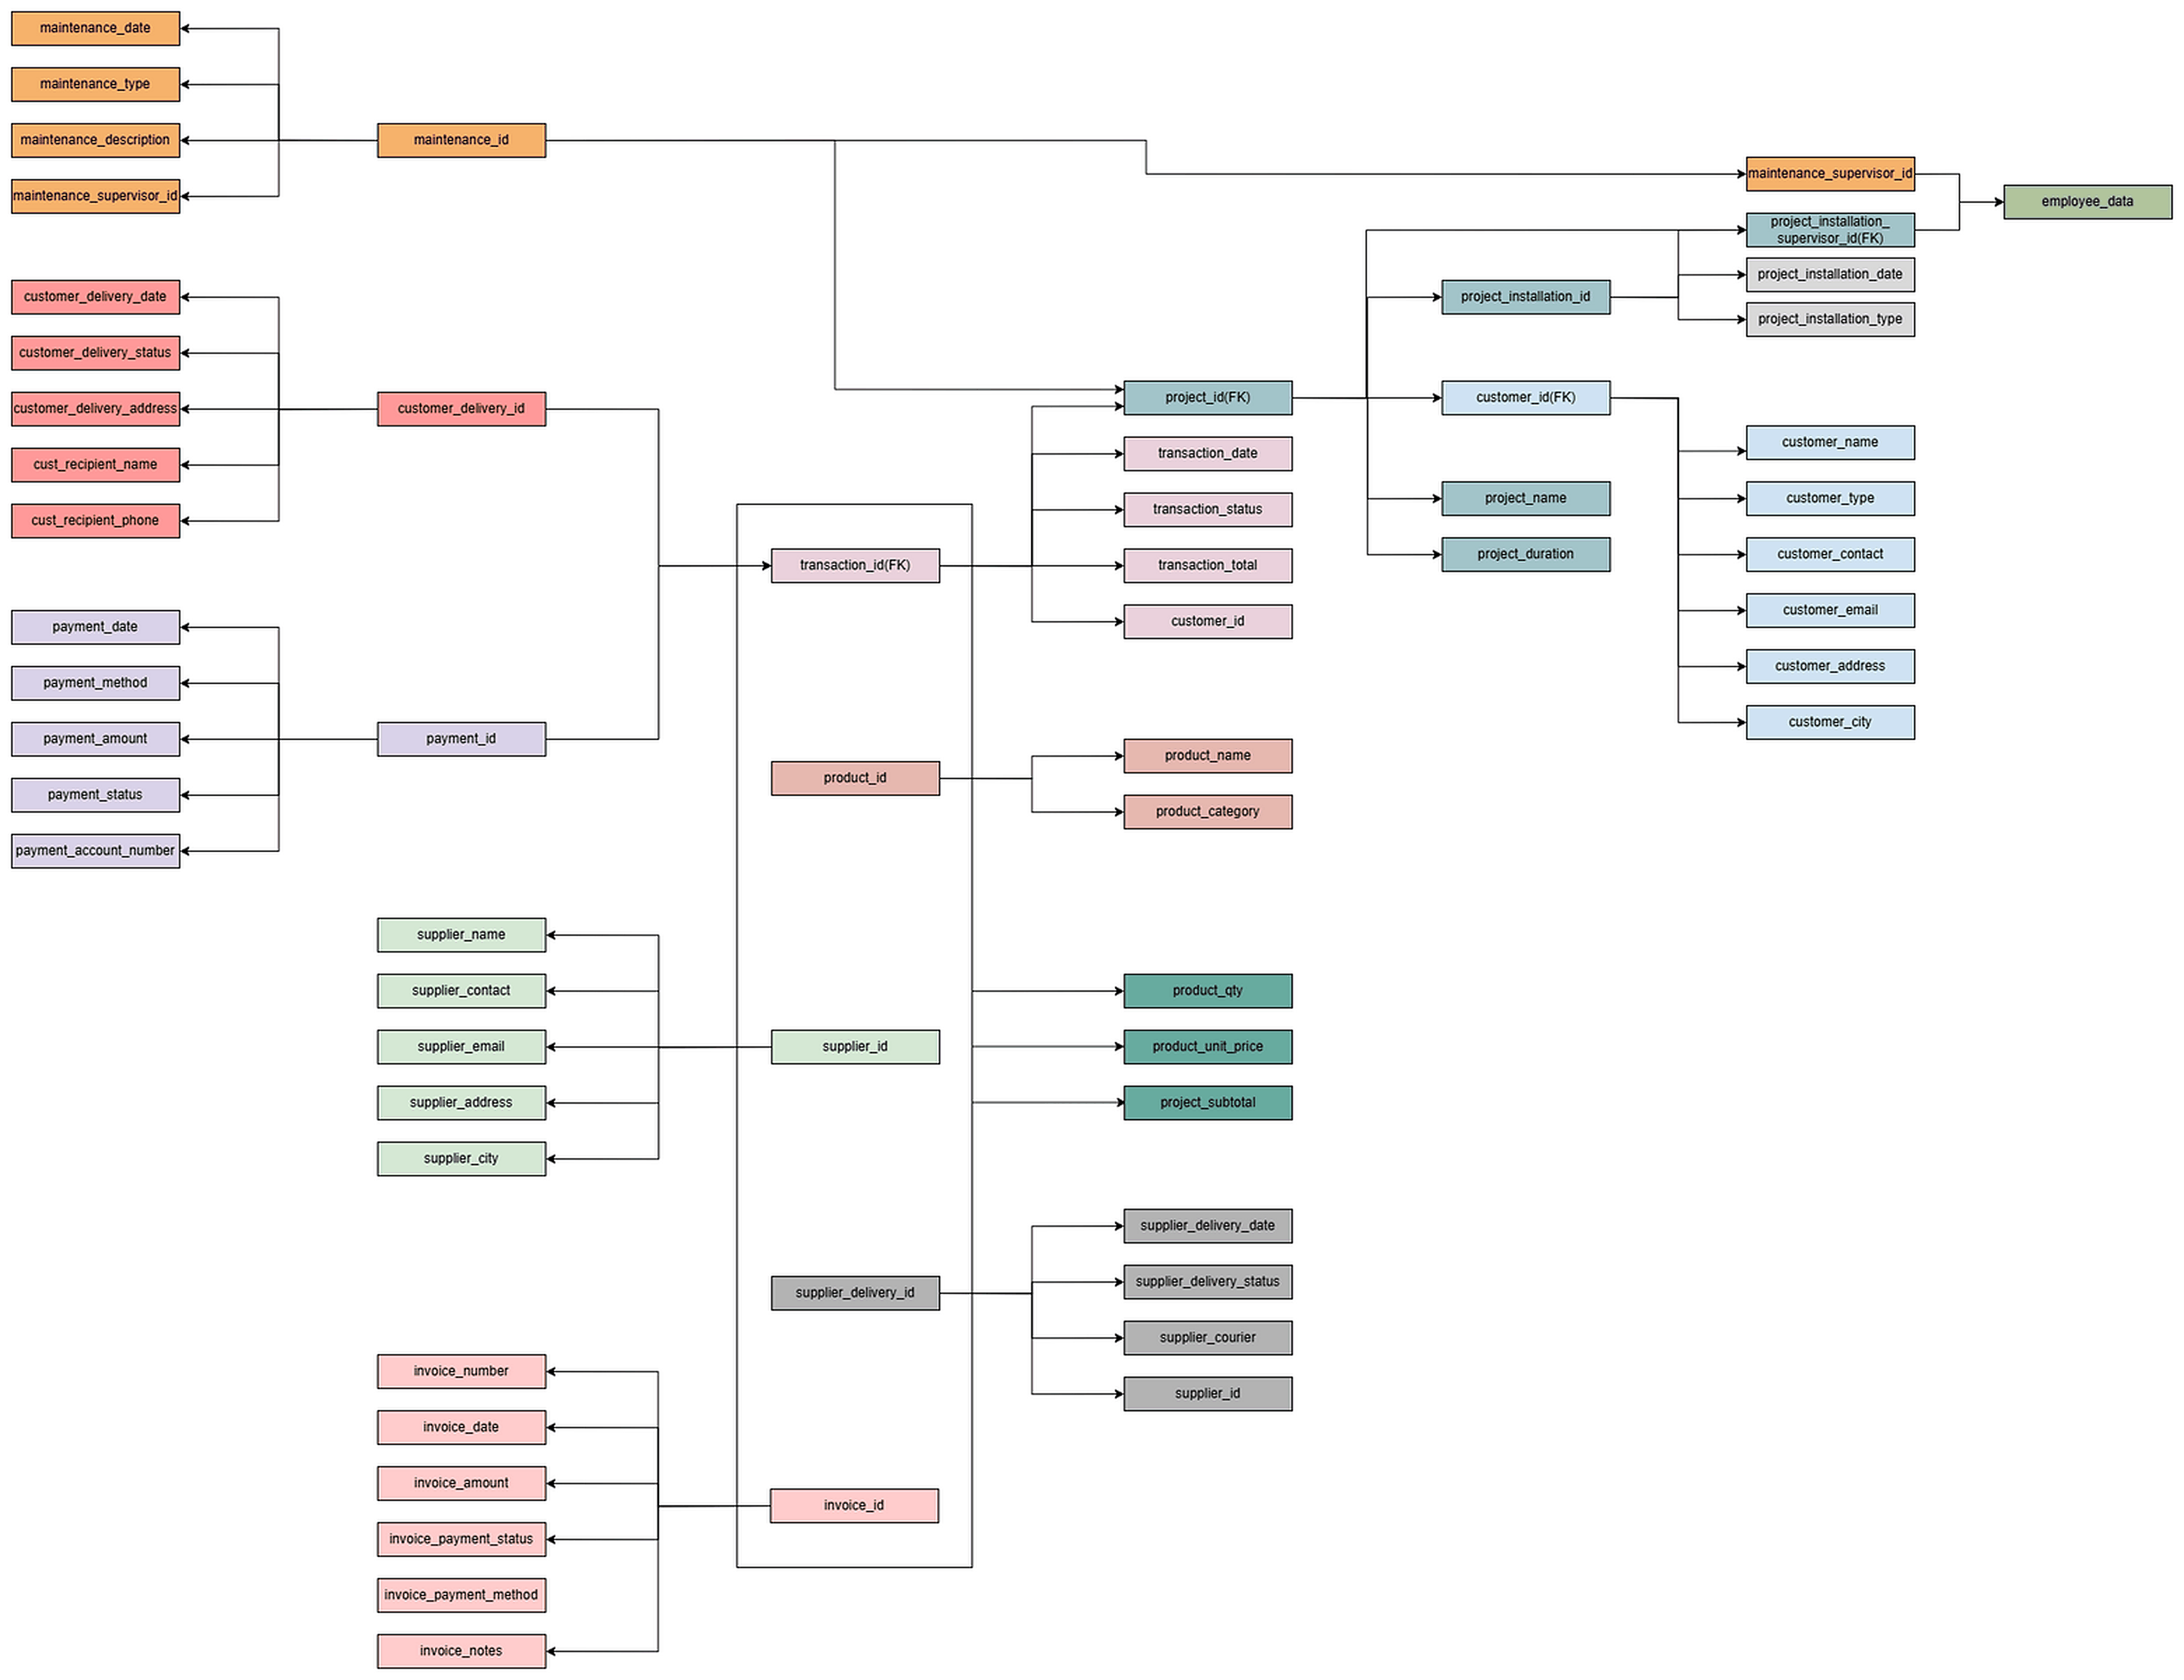 maintenance_date
maintenance_type
maintenance_description
maintenance_supervisor_id
maintenance_id
maintenance_supervisor_id
employee_data
project_installation_
supervisor_id(FK)
project_installation_date
project_installation_type
project_installation_id
customer_delivery_date
customer_delivery_status
customer_delivery_address
cust_recipient_name
cust_recipient_phone
customer_delivery_id
project_id(FK)
transaction_date
transaction_status
transaction_total
customer_id
customer_id(FK)
project_name
project_duration
customer_name
customer_type
customer_contact
customer_email
customer_address
customer_city
transaction_id(FK)
payment_date
payment_method
payment_amount
payment_status
payment_account_number
payment_id
product_id
product_name
product_category
supplier_name
supplier_contact
supplier_email
supplier_address
supplier_city
supplier_id
product_qty
product_unit_price
project_subtotal
supplier_delivery_id
supplier_delivery_date
supplier_delivery_status
supplier_courier
supplier_id
invoice_number
invoice_date
invoice_amount
invoice_payment_status
invoice_payment_method
invoice_notes
invoice_id